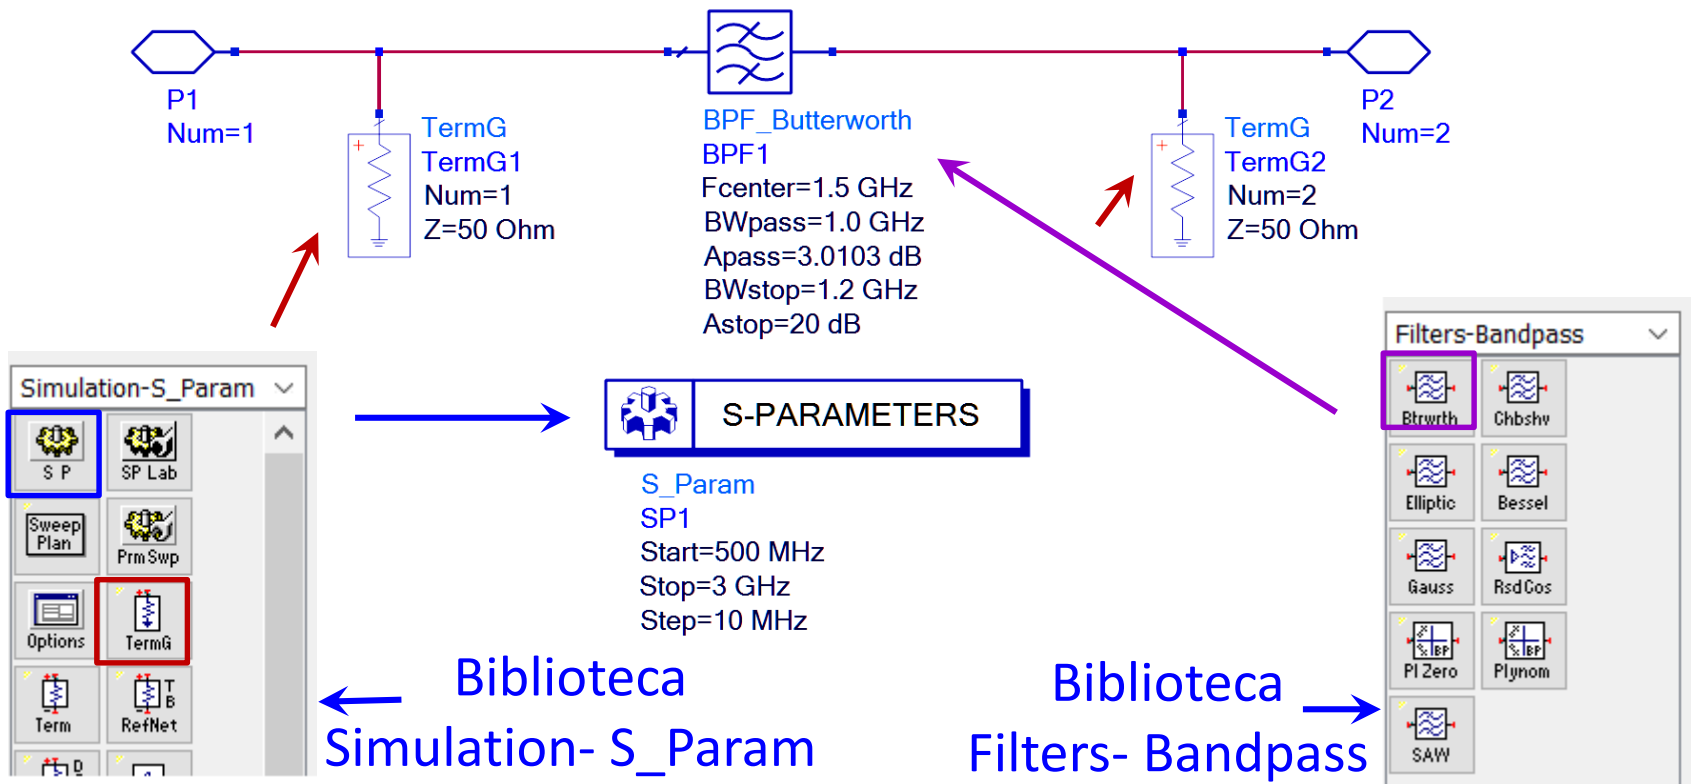 P1
Num=1
TermG
TermG1
Num=1
Z=50 Ohm
BPF_Butterworth
BPF1
Fcenter=1.5 GHz
BWpass=1.0 GHz
Apass=3.0103 dB
BWstop=1.2 GHz
Astop=20 dB
TermG
TermG2
Num=2
Z=50 Ohm
P2
Num=2
Simulation-S_Param
S P
SP Lab
Sweep
Plan
Prm Swp
Options
TermG
Term
T
B
RefNet
D
S-PARAMETERS
S_Param
SP1
Start=500 MHz
Stop=3 GHz
Step=10 MHz
Biblioteca
Simulation- S_Param
Filters-Bandpass
Btrwrth
Chbshv
Elliptic
Bessel
Gauss
RsdCos
BP
Pl Zero
BP
Plynom
SAW
Biblioteca
Filters- Bandpass